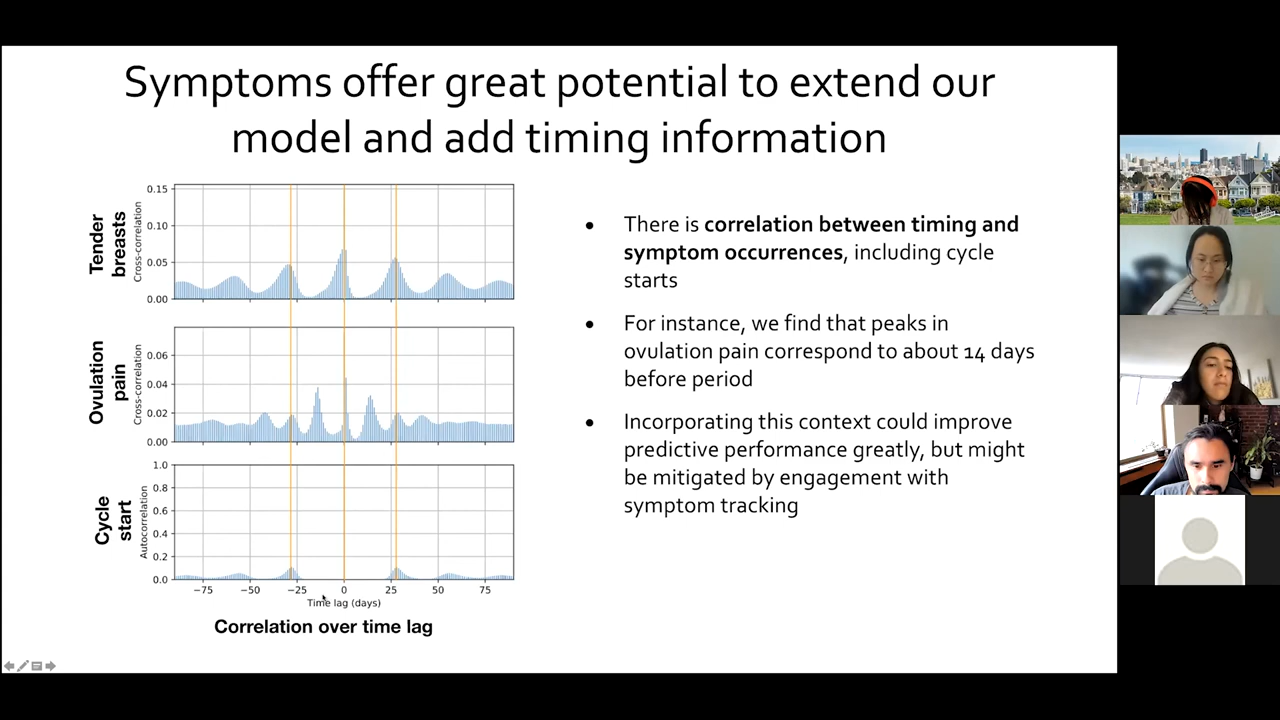 Symptoms offer great potential to extend our
model and add timing information
Tender
breasts
Cross-correlation
0.15
0.10
0.05
0.00
Ovulation
pain
Cross-correlation
0.06
0.04
0.02
0.00
Cycle
start
Autocorrelation
1.0
0.8
0.6
0.4
0.2
0.0
−75 −50 −25 0 25 50 75
Time lag (days)
Correlation over time lag
• There is correlation between timing and
symptom occurrences, including cycle
starts
• For instance, we find that peaks in
ovulation pain correspond to about 14 days
before period
• Incorporating this context could improve
predictive performance greatly, but might
be mitigated by engagement with
symptom tracking